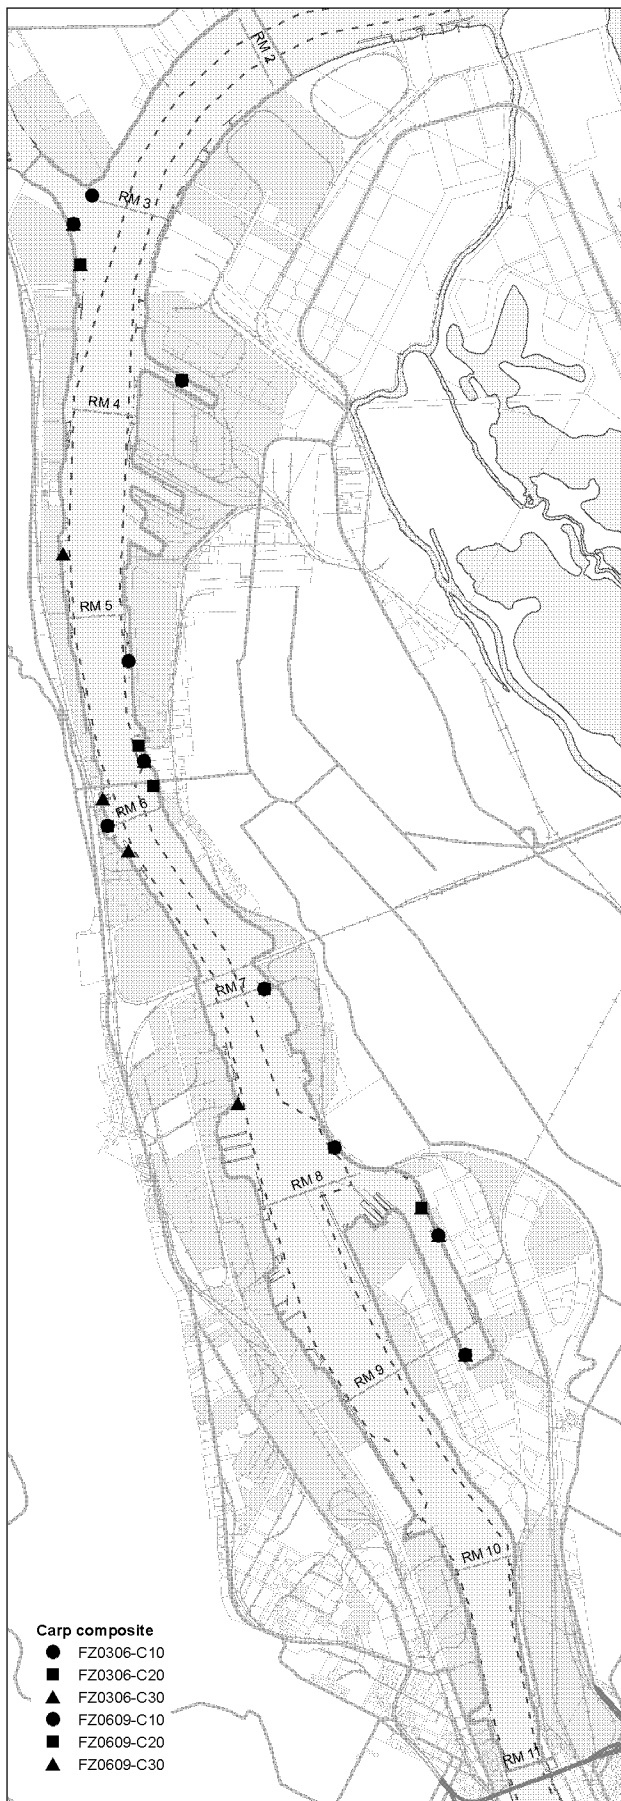 RM 2
RM 3
RM 4
RM 5
RM 6
RM 7
RM 8
RM 9
RM 10
RM 11
Carp composite
FZ0306-C10
FZ0306-C20
FZ0306-C30
FZ0609-C10
FZ0609-C20
FZ0609-C30